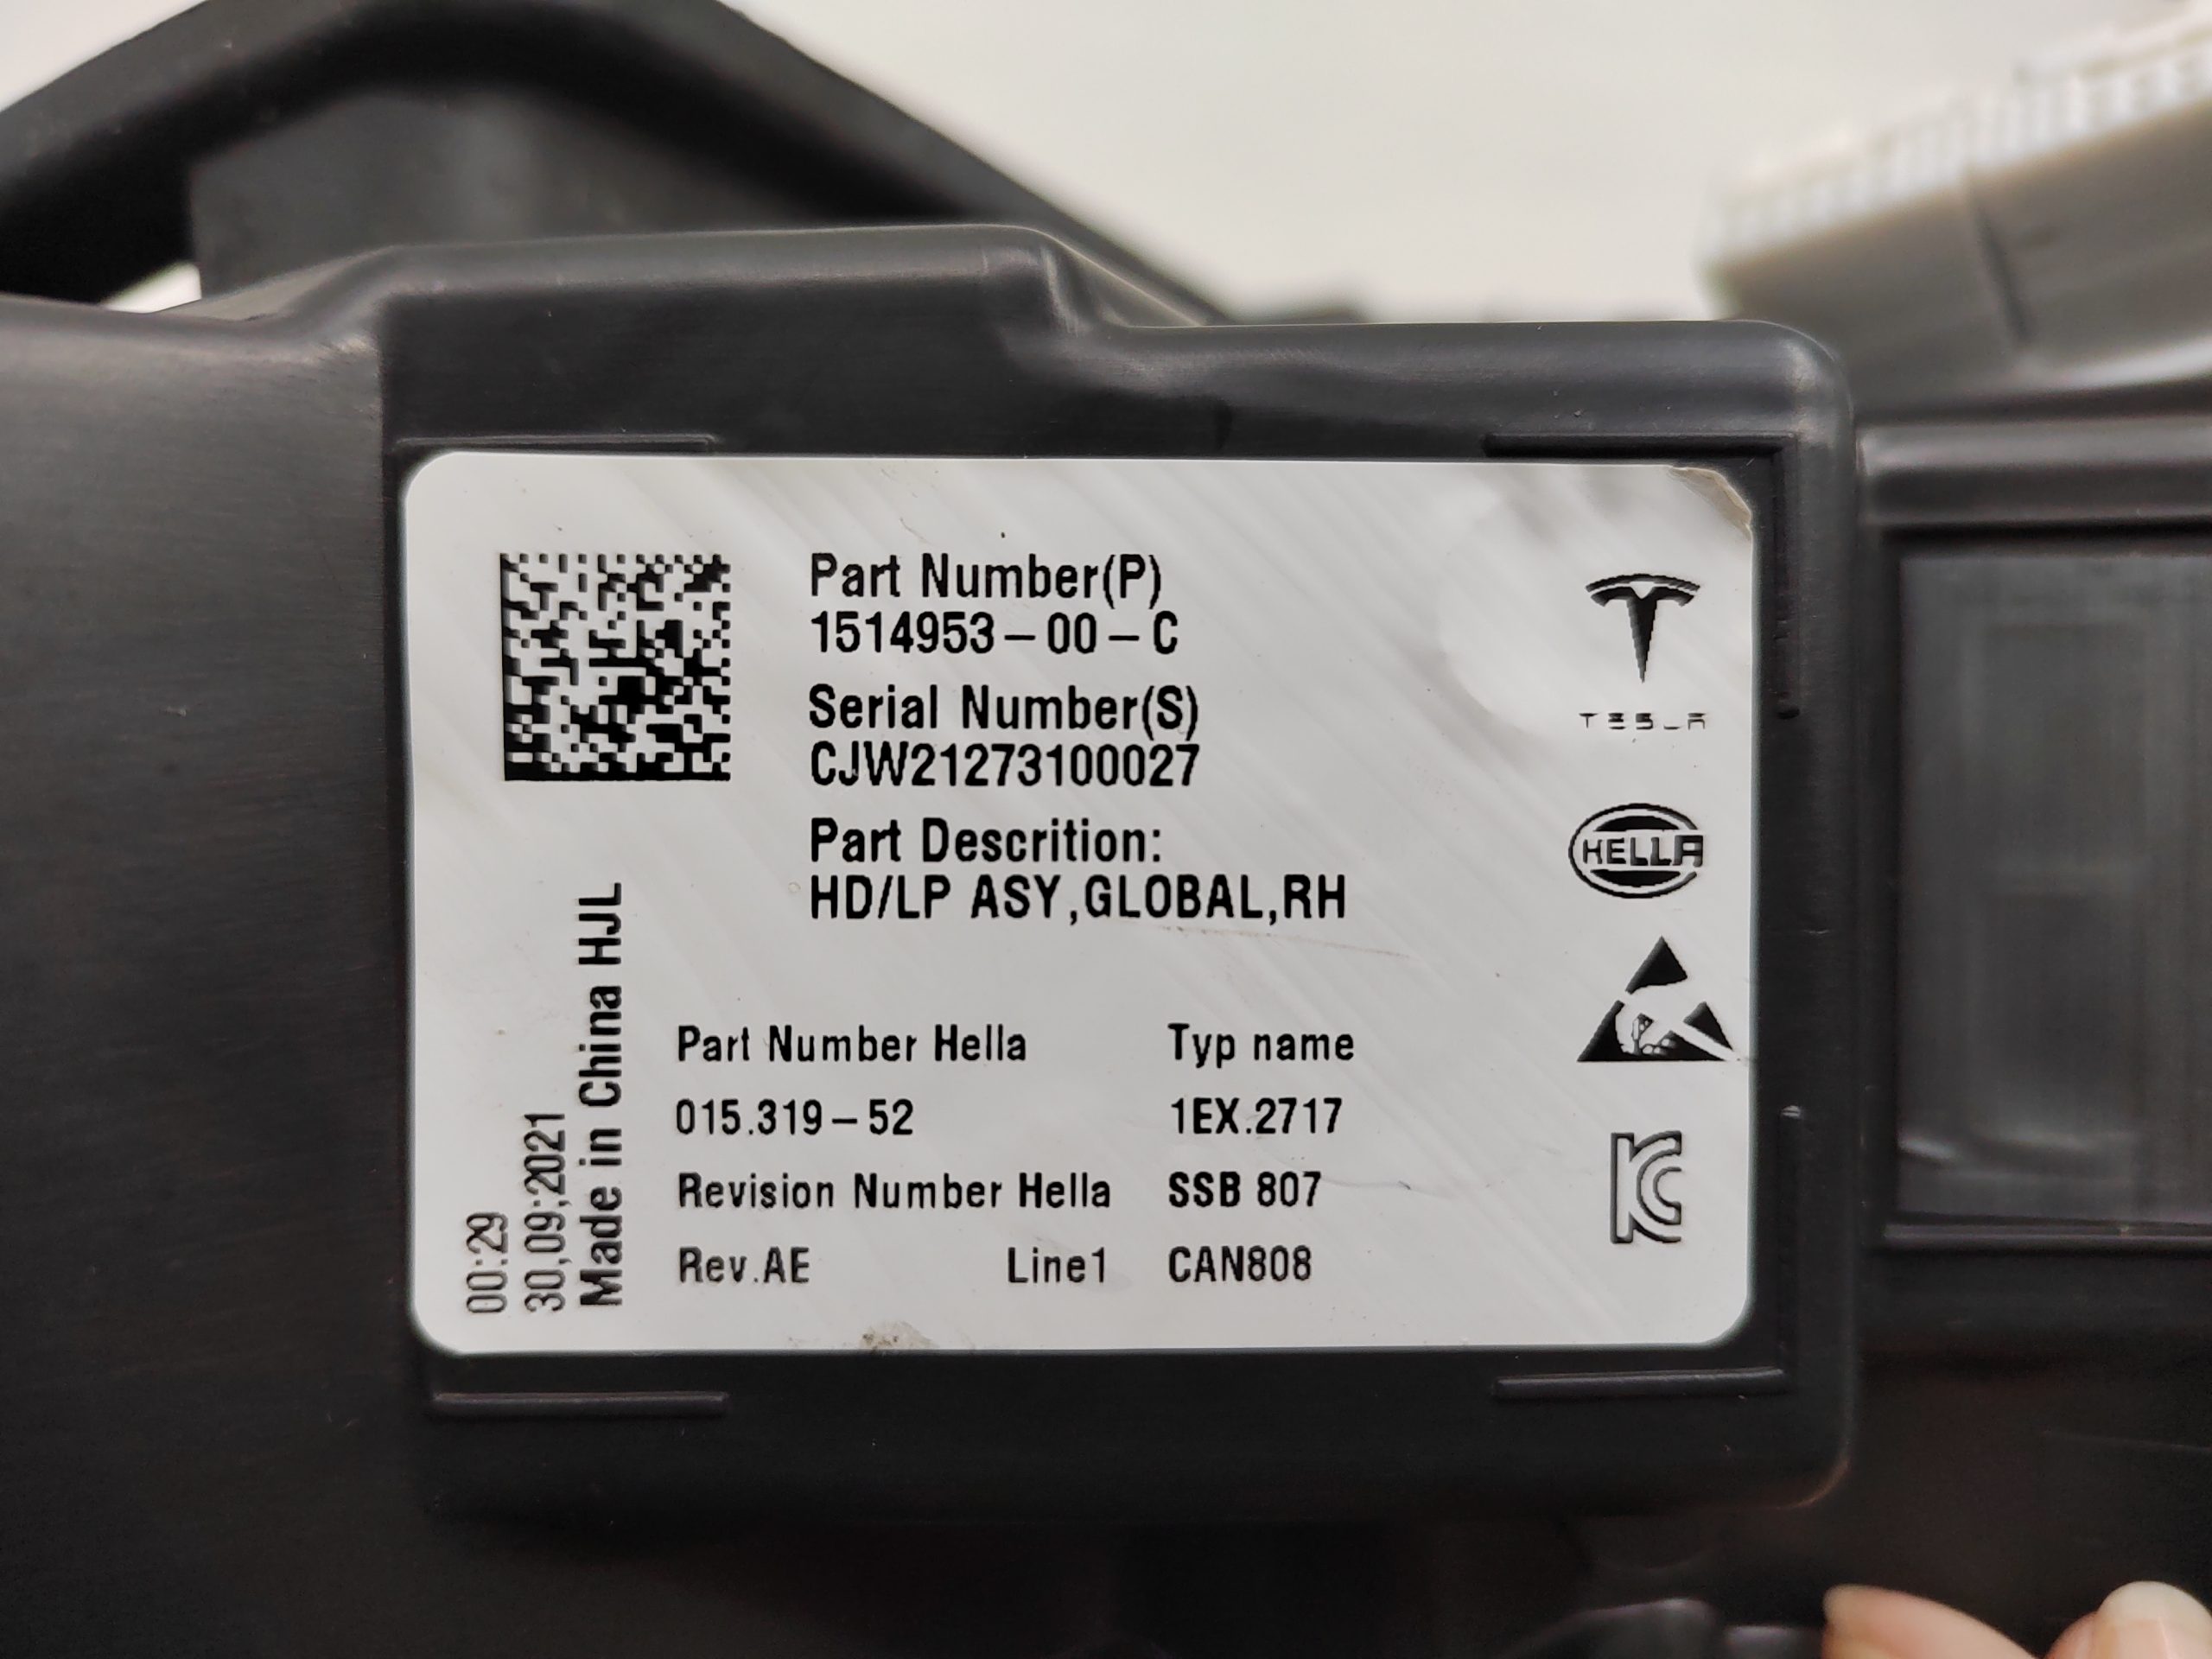 Part Number(P)
1514953-00-C
Serial Number(S)
CJW21273100027
Part Descrition:
HD/LP ASY,GLOBAL,RH
TESLA
HELLA
00:29
30,09;2021
Made in China HJL
Part Number Hella
Typ name
015.319-52
1EX.2717
Revision Number Hella
SSB 807
Rev.AE
Line1
CAN808
KC